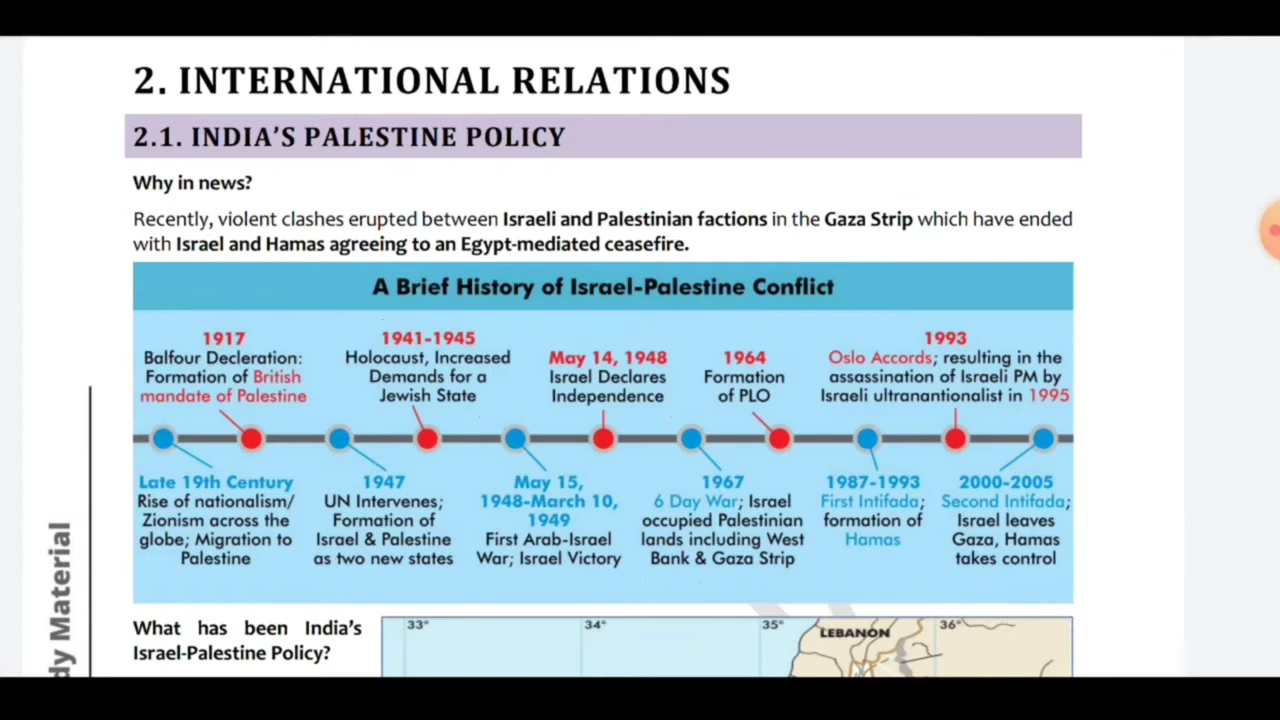 2. INTERNATIONAL RELATIONS
2.1. INDIA'S PALESTINE POLICY
Why in news?
Recently, violent clashes erupted between Israeli and Palestinian factions in the Gaza Strip which have ended
with Israel and Hamas agreeing to an Egypt-mediated ceasefire.
A Brief History of Israel-Palestine Conflict
1917
Balfour Decleration:
Formation of British
mandate of Palestine
1941-1945
Holocaust, Increased
Demands for a
Jewish State
May 14, 1948
Israel Declares
Independence
1964
Formation
of PLO
1993
Oslo Accords; resulting in the
assassination of Israeli PM by
Israeli ultranantionalist in 1995
Late 19th Century
Rise of nationalism/
Zionism across the
globe; Migration to
Palestine
1947
UN Intervenes;
Formation of
Israel & Palestine
as two new states
May 15,
1948-March 10,
1949
First Arab-Israel
War; Israel Victory
1967
6 Day War; Israel
occupied Palestinian
lands including West
Bank & Gaza Strip
1987-1993
First Intifada;
formation of
Hamas
2000-2005
Second Intifada;
Israel leaves
Gaza, Hamas
takes control
What has been India's
Israel-Palestine Policy?
33°
34°
35°
36°
LEBANON
dy Material